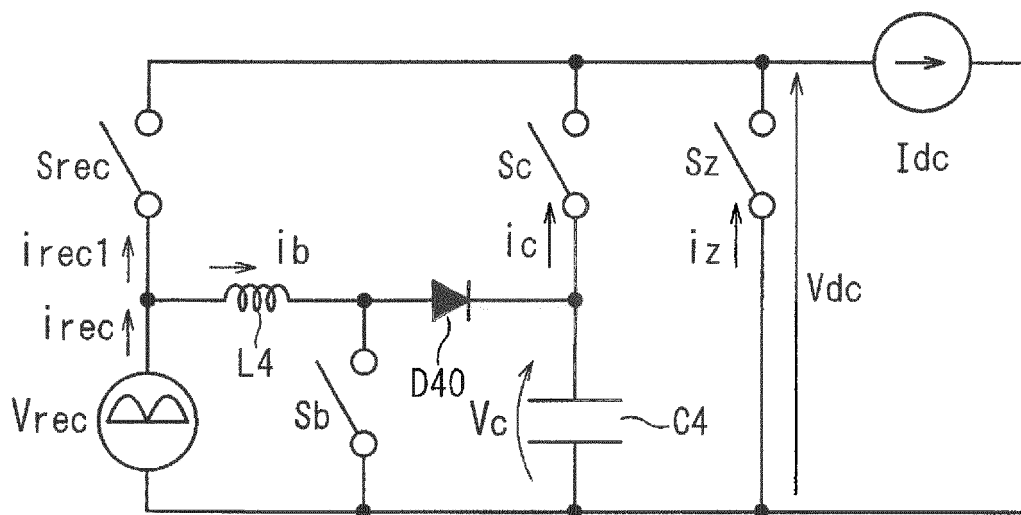 Srec
Sc
Sz
Idc
irec1
ib
ic
iz
Vdc
irec
L4
D40
Vrec
Sb
Vc
C4